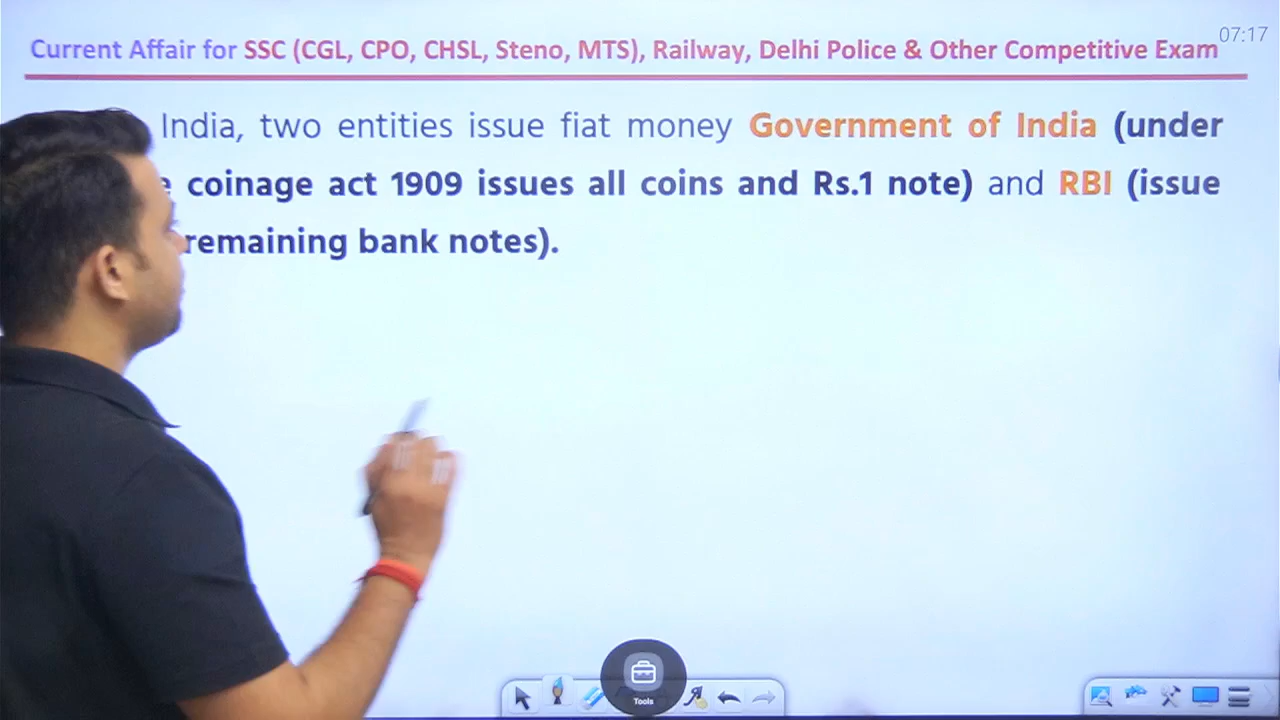 Current Affair for SSC (CGL, CPO, CHSL, Steno, MTS), Railway, Delhi Police & Other Competitive Exam
07:17
India, two entities issue fiat money Government of India (under
coinage act 1909 issues all coins and Rs.1 note) and RBI (issue
remaining bank notes).
Tools